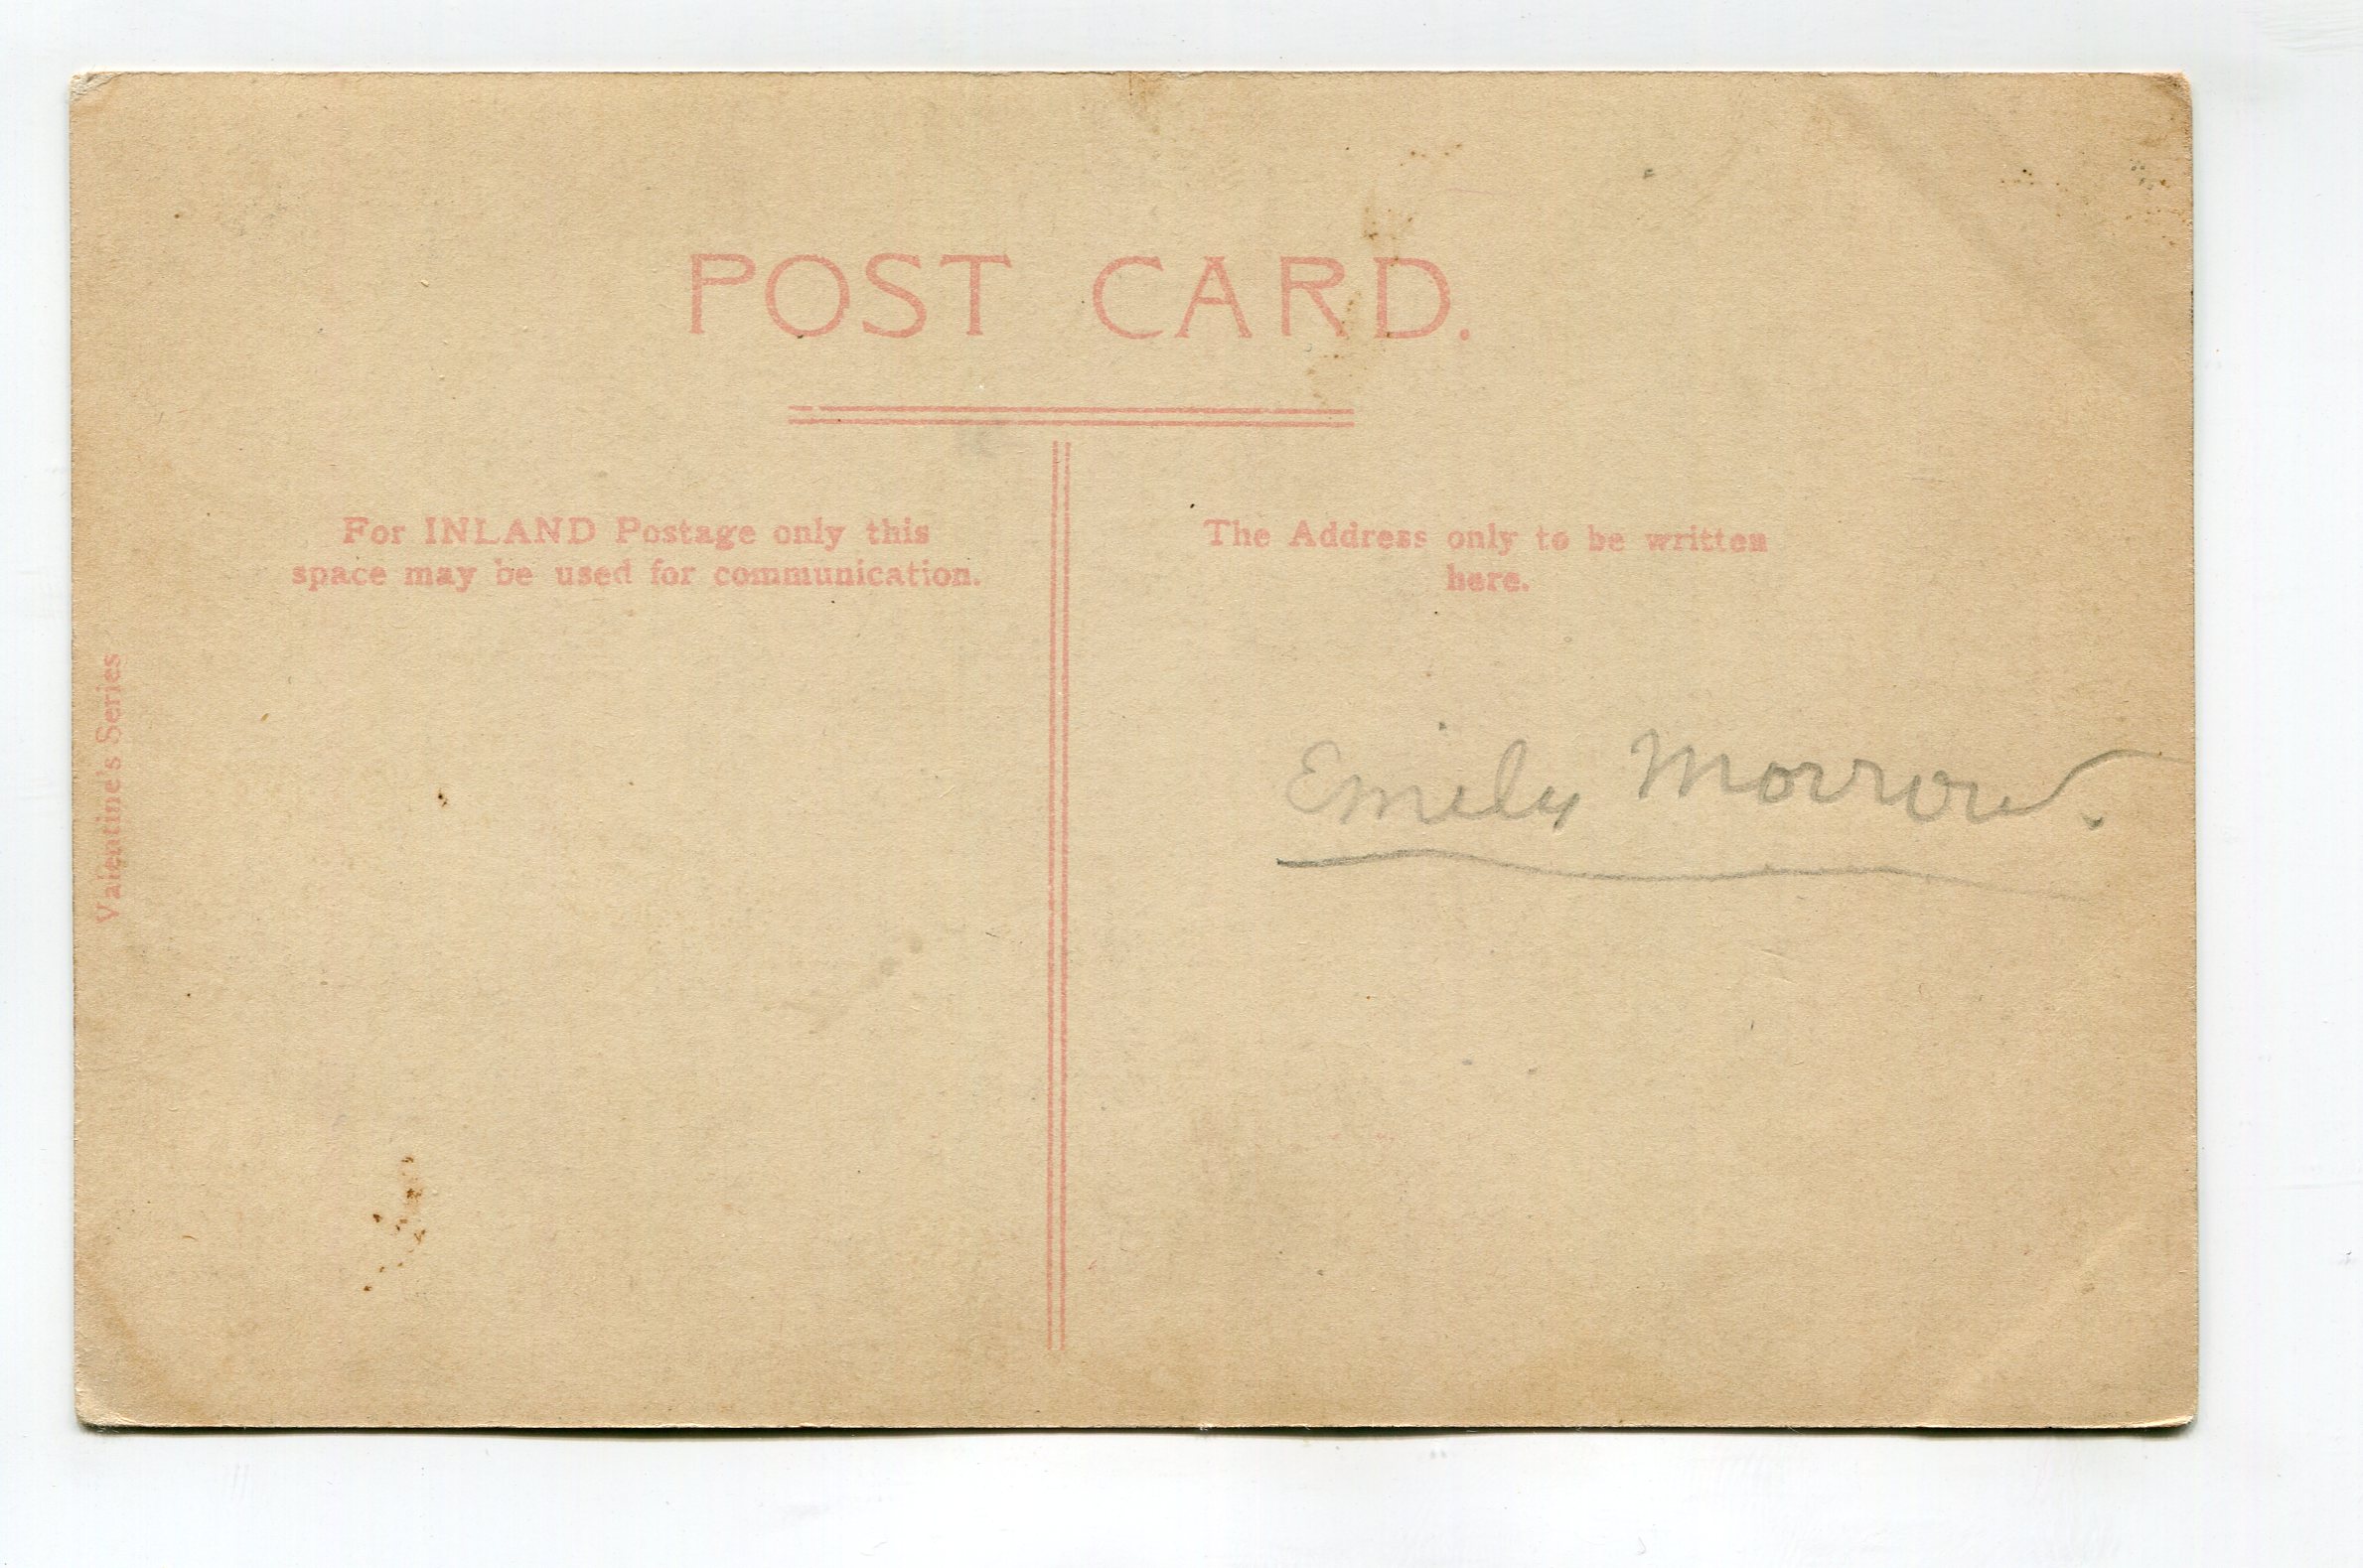 POST CARD.
For INLAND Postage only this
space may be used for communication.
The Address only to be written
here.
Emily Morrow.
Valentine's Series